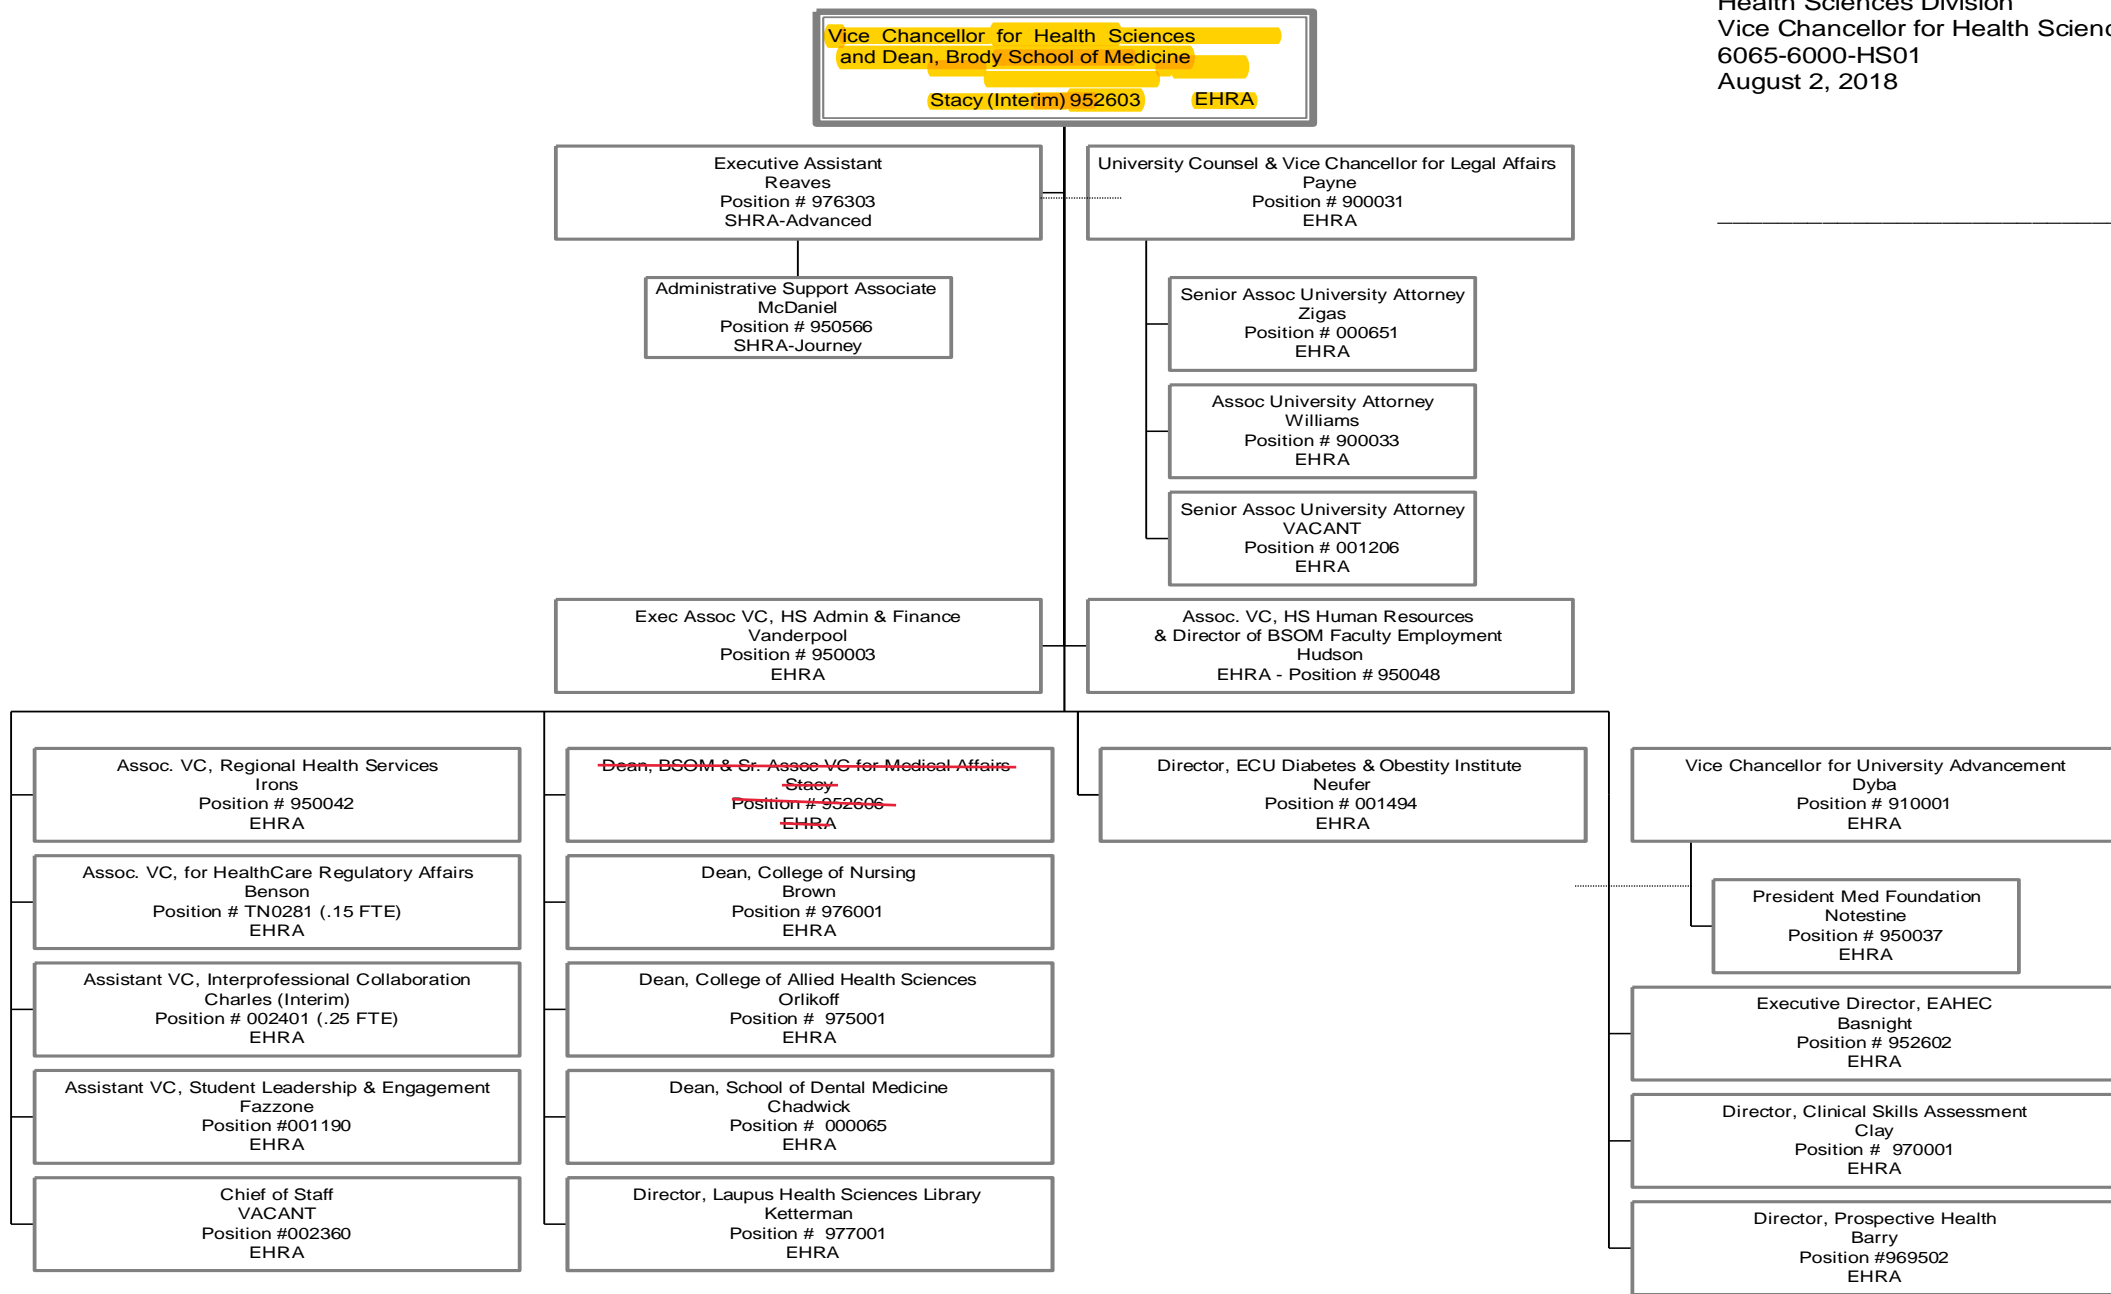 Health Sciences Division
Vice Chancellor for Health Scienc
6065-6000-HS01
August 2, 2018
Vice Chancellor for Health Sciences
and Dean, Brody School of Medicine
Stacy (Interim) 952603 EHRA
Executive Assistant
Reaves
Position # 976303
SHRA-Advanced
University Counsel & Vice Chancellor for Legal Affairs
Payne
Position # 900031
EHRA
Administrative Support Associate
McDaniel
Position # 950566
SHRA-Journey
Senior Assoc University Attorney
Zigas
Position # 000651
EHRA
Assoc University Attorney
Williams
Position # 900033
EHRA
Senior Assoc University Attorney
VACANT
Position # 001206
EHRA
Exec Assoc VC, HS Admin & Finance
Vanderpool
Position # 950003
EHRA
Assoc. VC, HS Human Resources
& Director of BSOM Faculty Employment
Hudson
EHRA - Position # 950048
Assoc. VC, Regional Health Services
Irons
Position # 950042
EHRA
Assoc. VC, for HealthCare Regulatory Affairs
Benson
Position # TN0281 (.15 FTE)
EHRA
Assistant VC, Interprofessional Collaboration
Charles (Interim)
Position # 002401 (.25 FTE)
EHRA
Assistant VC, Student Leadership & Engagement
Fazzone
Position #001190
EHRA
Chief of Staff
VACANT
Position #002360
EHRA
Dean, BSOM & Sr. Assoc VC for Medical Affairs
Stacy
Position # 952606
EHRA
Dean, College of Nursing
Brown
Position # 976001
EHRA
Dean, College of Allied Health Sciences
Orlikoff
Position # 975001
EHRA
Dean, School of Dental Medicine
Chadwick
Position # 000065
EHRA
Director, Laupus Health Sciences Library
Ketterman
Position # 977001
EHRA
Director, ECU Diabetes & Obestity Institute
Neufer
Position # 001494
EHRA
Vice Chancellor for University Advancement
Dyba
Position # 910001
EHRA
President Med Foundation
Notestine
Position # 950037
EHRA
Executive Director, EAHEC
Basnight
Position # 952602
EHRA
Director, Clinical Skills Assessment
Clay
Position # 970001
EHRA
Director, Prospective Health
Barry
Position #969502
EHRA